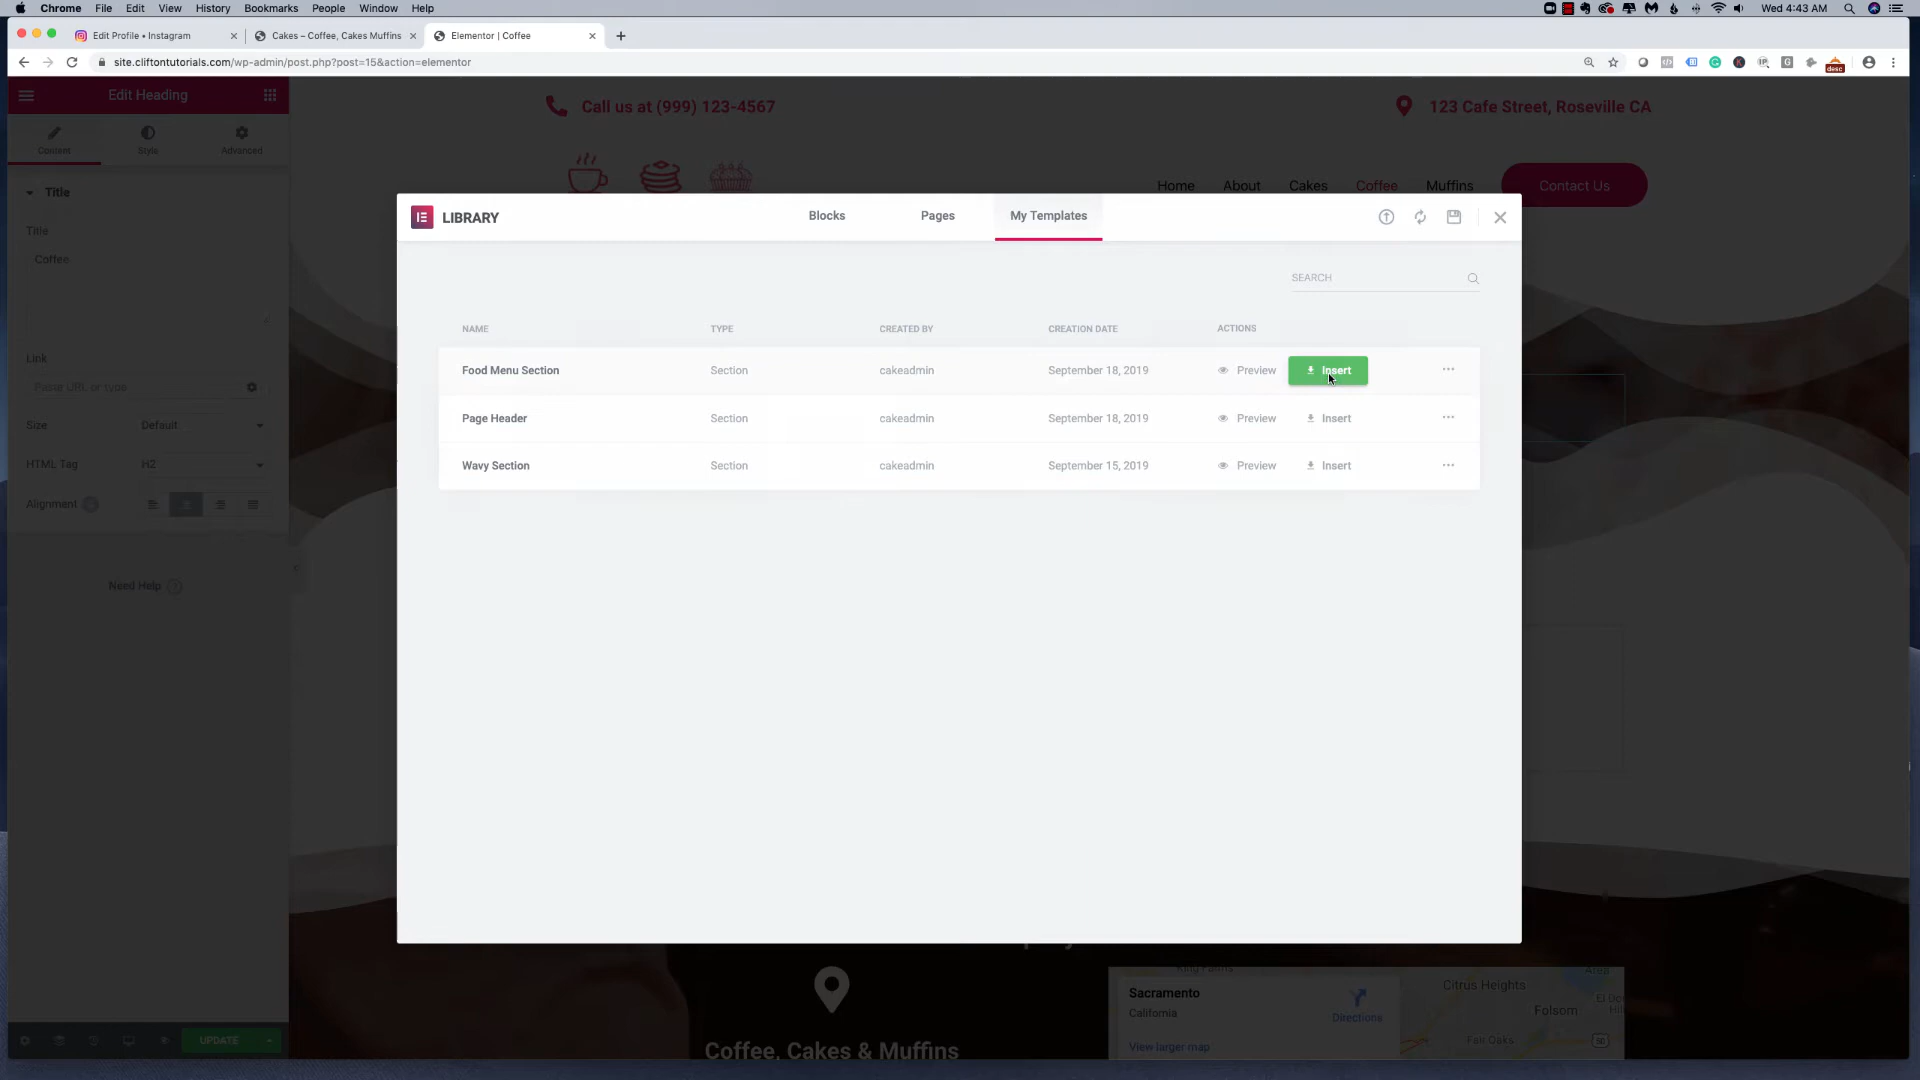 Chrome File Edit View History Bookmarks People Window Help
Wed 4:43 AM
Edit Profile • Instagram
Cakes – Coffee, Cakes Muffins
Elementor | Coffee
site.cliftontutorials.com/wp-admin/post.php?post=15&action=elementor
desc
Edit Heading
Call us at (999) 123-4567
123 Cafe Street, Roseville CA
Content Style Advanced
Home About Cakes Coffee Muffins Contact Us
Title
LIBRARY
Blocks Pages My Templates
Title
Coffee
SEARCH
NAME TYPE CREATED BY CREATION DATE ACTIONS
Food Menu Section Section cakeadmin September 18, 2019 Preview Insert
Page Header Section cakeadmin September 18, 2019 Preview Insert
Wavy Section Section cakeadmin September 15, 2019 Preview Insert
Link
Paste URL or type
Size Default
HTML Tag H2
Alignment
Need Help
Sacramento
California
Directions
View larger map
Citrus Heights
Folsom
Fair Oaks
50
Coffee, Cakes & Muffins
UPDATE